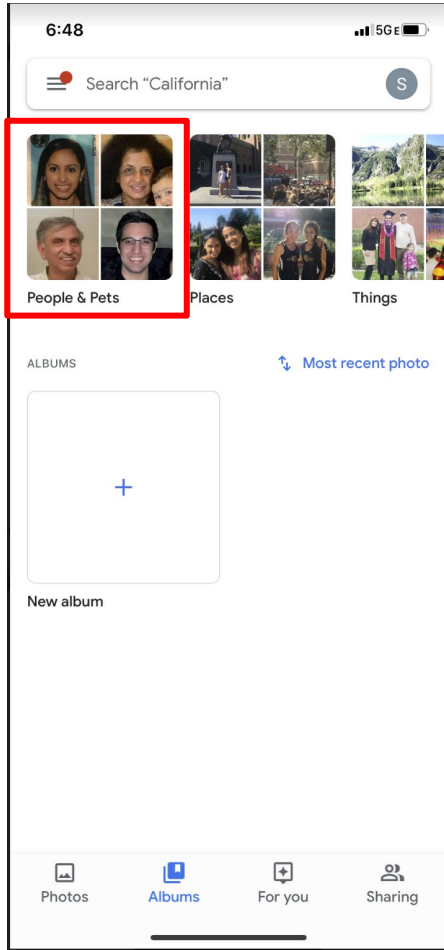 6:48
5G E
Search “California”
S
People & Pets
Places
Things
ALBUMS
Most recent photo
New album
Photos
Albums
For you
Sharing